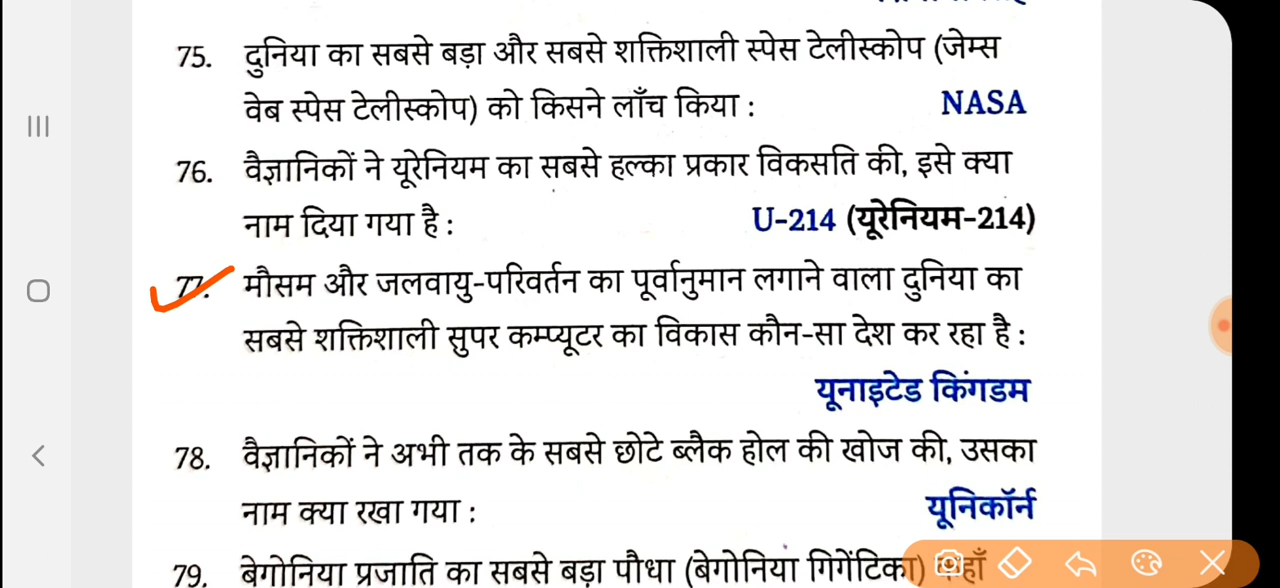 75. दुनिया का सबसे बड़ा और सबसे शक्तिशाली स्पेस टेलीस्कोप (जेम्स
वेब स्पेस टेलीस्कोप) को किसने लाँच किया : NASA
76. वैज्ञानिकों ने यूरेनियम का सबसे हल्का प्रकार विकसति की, इसे क्या
नाम दिया गया है : U-214 (यूरेनियम-214)
77. मौसम और जलवायु-परिवर्तन का पूर्वानुमान लगाने वाला दुनिया का
सबसे शक्तिशाली सुपर कम्प्यूटर का विकास कौन-सा देश कर रहा है :
यूनाइटेड किंगडम
78. वैज्ञानिकों ने अभी तक के सबसे छोटे ब्लैक होल की खोज की, उसका
नाम क्या रखा गया : यूनिकॉर्न
79. बेगोनिया प्रजाति का सबसे बड़ा पौधा (बेगोनिया गिगेंटिका)